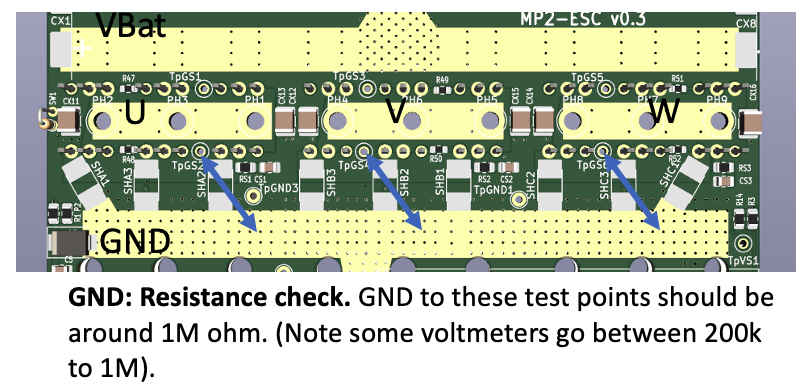 CX1 VBat MP2-ESC v0.3 CX8
R47 TpGS1 TpGS3 R49 TpGS5 R51
SW1 CX11 PH2 PH3 PH1 CX13 CX12 PH4 PH6 PH5 CX15 CX14 PH8 PH7 PH9 CX16
U V W
R48 TpGS2 TpGS4 R50 TpGS6 R52
SHA1 SHA3 SHA2 RS1 CS1 SHB3 SHB2 SHB1 RS2 CS2 SHC2 SHC3 SHC1 RS3
CS3
TpGND3 TpGND1
R1 P2 R14 R3
GND
C5 TpVS1
GND: Resistance check. GND to these test points should be
around 1M ohm. (Note some voltmeters go between 200k
to 1M).